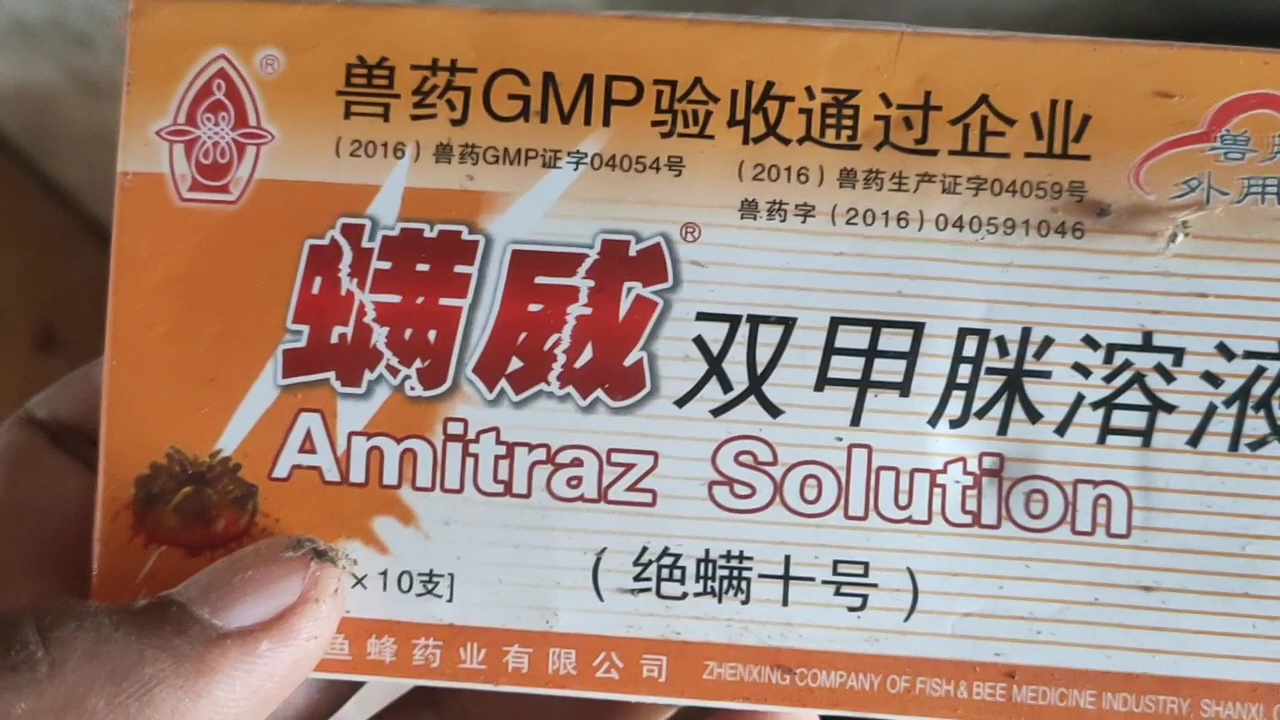 ®
兽药GMP验收通过企业
(2016)兽药GMP证字04054号
(2016)兽药生产证字04059号
兽药字(2016)040591046
兽
外用
螨威®
双甲脒溶液
Amitraz Solution
(绝螨十号)
×10支]
鱼蜂药业有限公司
ZHENXING COMPANY OF FISH & BEE MEDICINE INDUSTRY, SHANXI